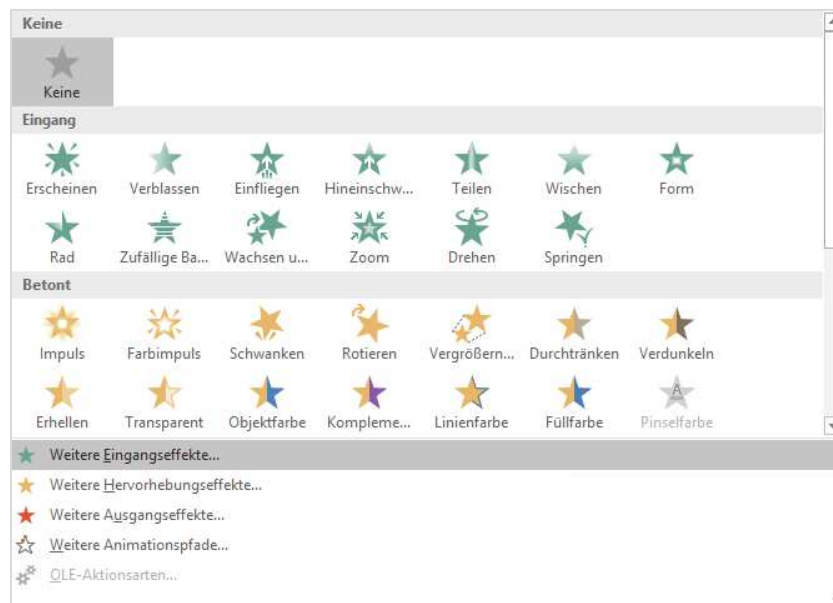 Keine
Keine
Eingang
Erscheinen Verblassen Einfliegen Hineinschw... Teilen Wischen Form
Rad Zufällige Ba... Wachsen u... Zoom Drehen Springen
Betont
Impuls Farbimpuls Schwanken Rotieren Vergrößern... Durchtränken Verdunkeln
Erhellen Transparent Objektfarbe Kompleme... Linienfarbe Füllfarbe Pinselfarbe
Weitere Eingangseffekte...
Weitere Hervorhebungseffekte...
Weitere Ausgangseffekte...
Weitere Animationspfade...
OLE-Aktionsarten...